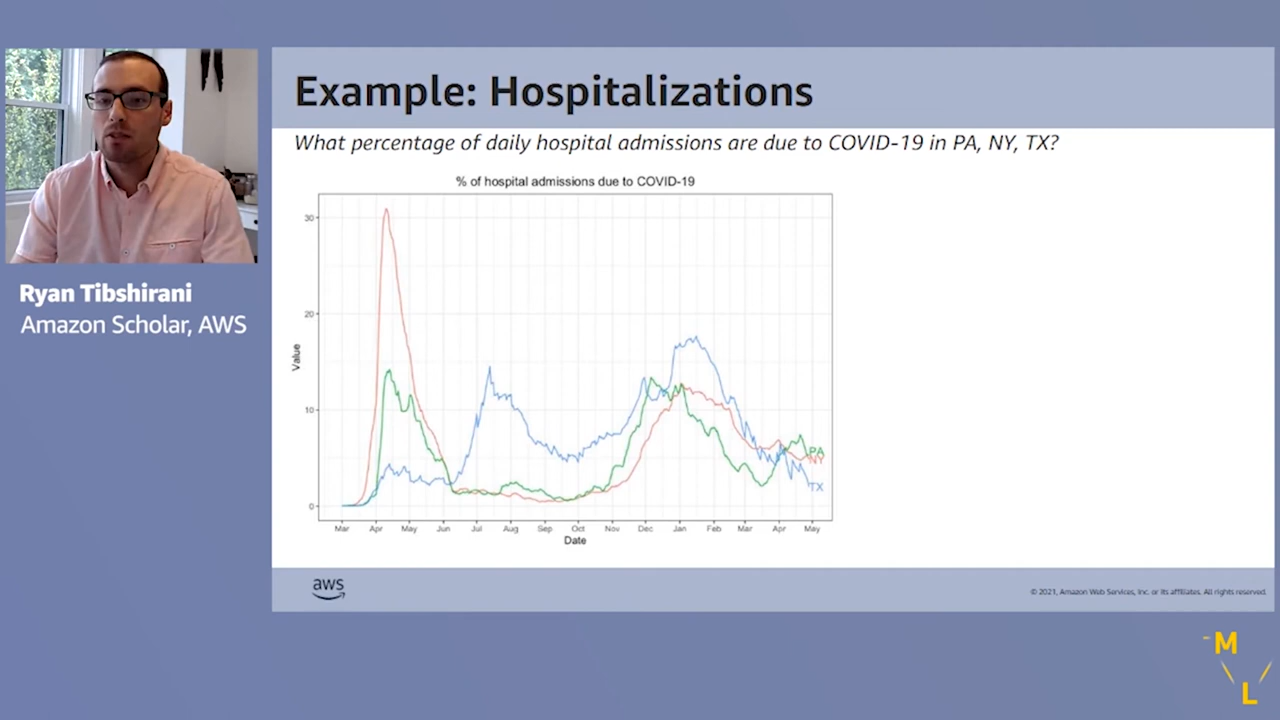 Example: Hospitalizations
What percentage of daily hospital admissions are due to COVID-19 in PA, NY, TX?
Ryan Tibshirani
Amazon Scholar, AWS
% of hospital admissions due to COVID-19
30
20
10
0
Value
PA
NY
TX
Mar Apr May Jun Jul Aug Sep Oct Nov Dec Jan Feb Mar Apr May
Date
aws
© 2021, Amazon Web Services, Inc. or its affiliates. All rights reserved.
M
L